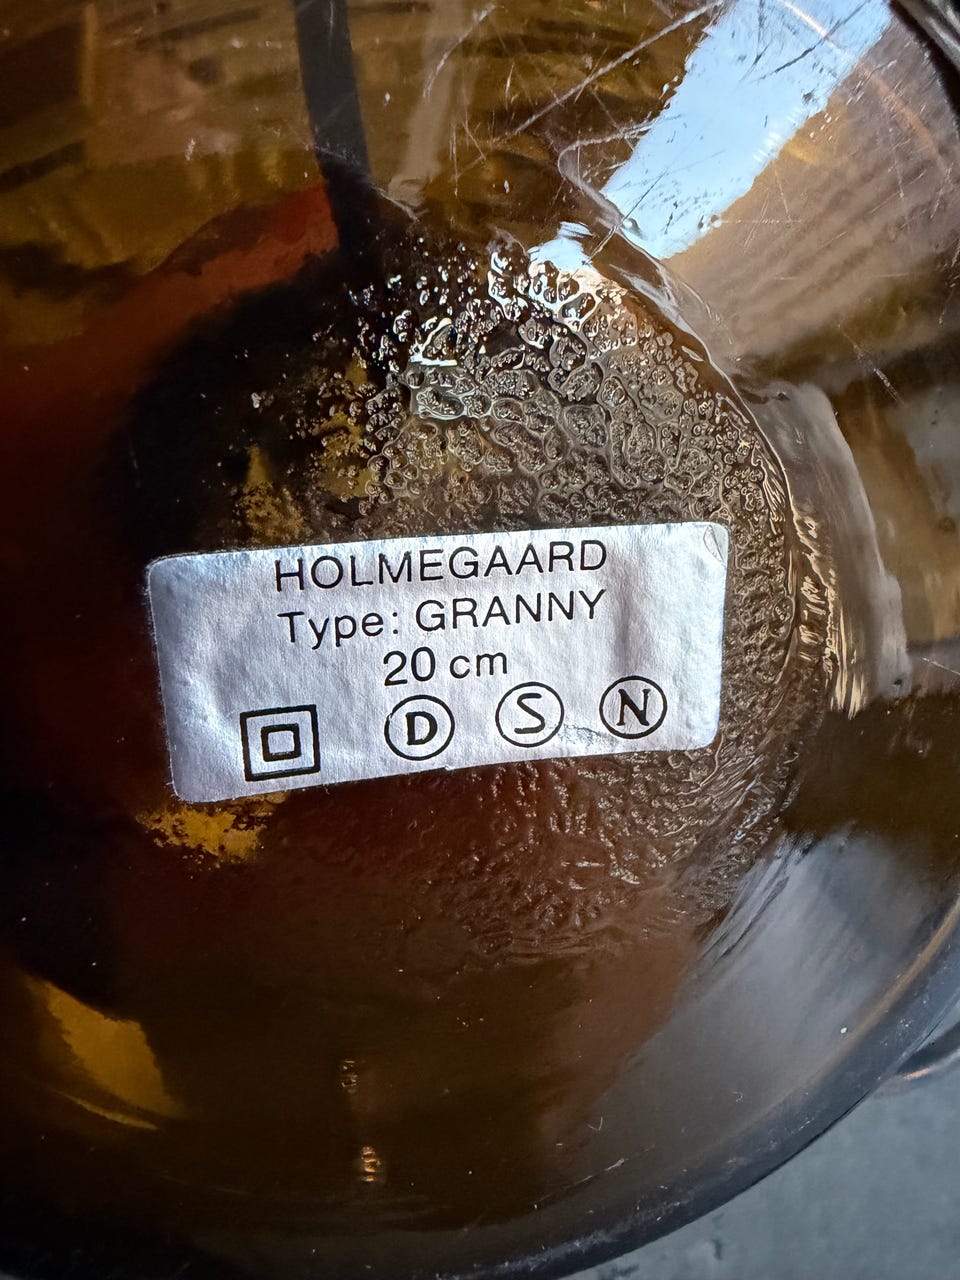 HOLMEGAARD
Type: GRANNY
20 cm
D S N